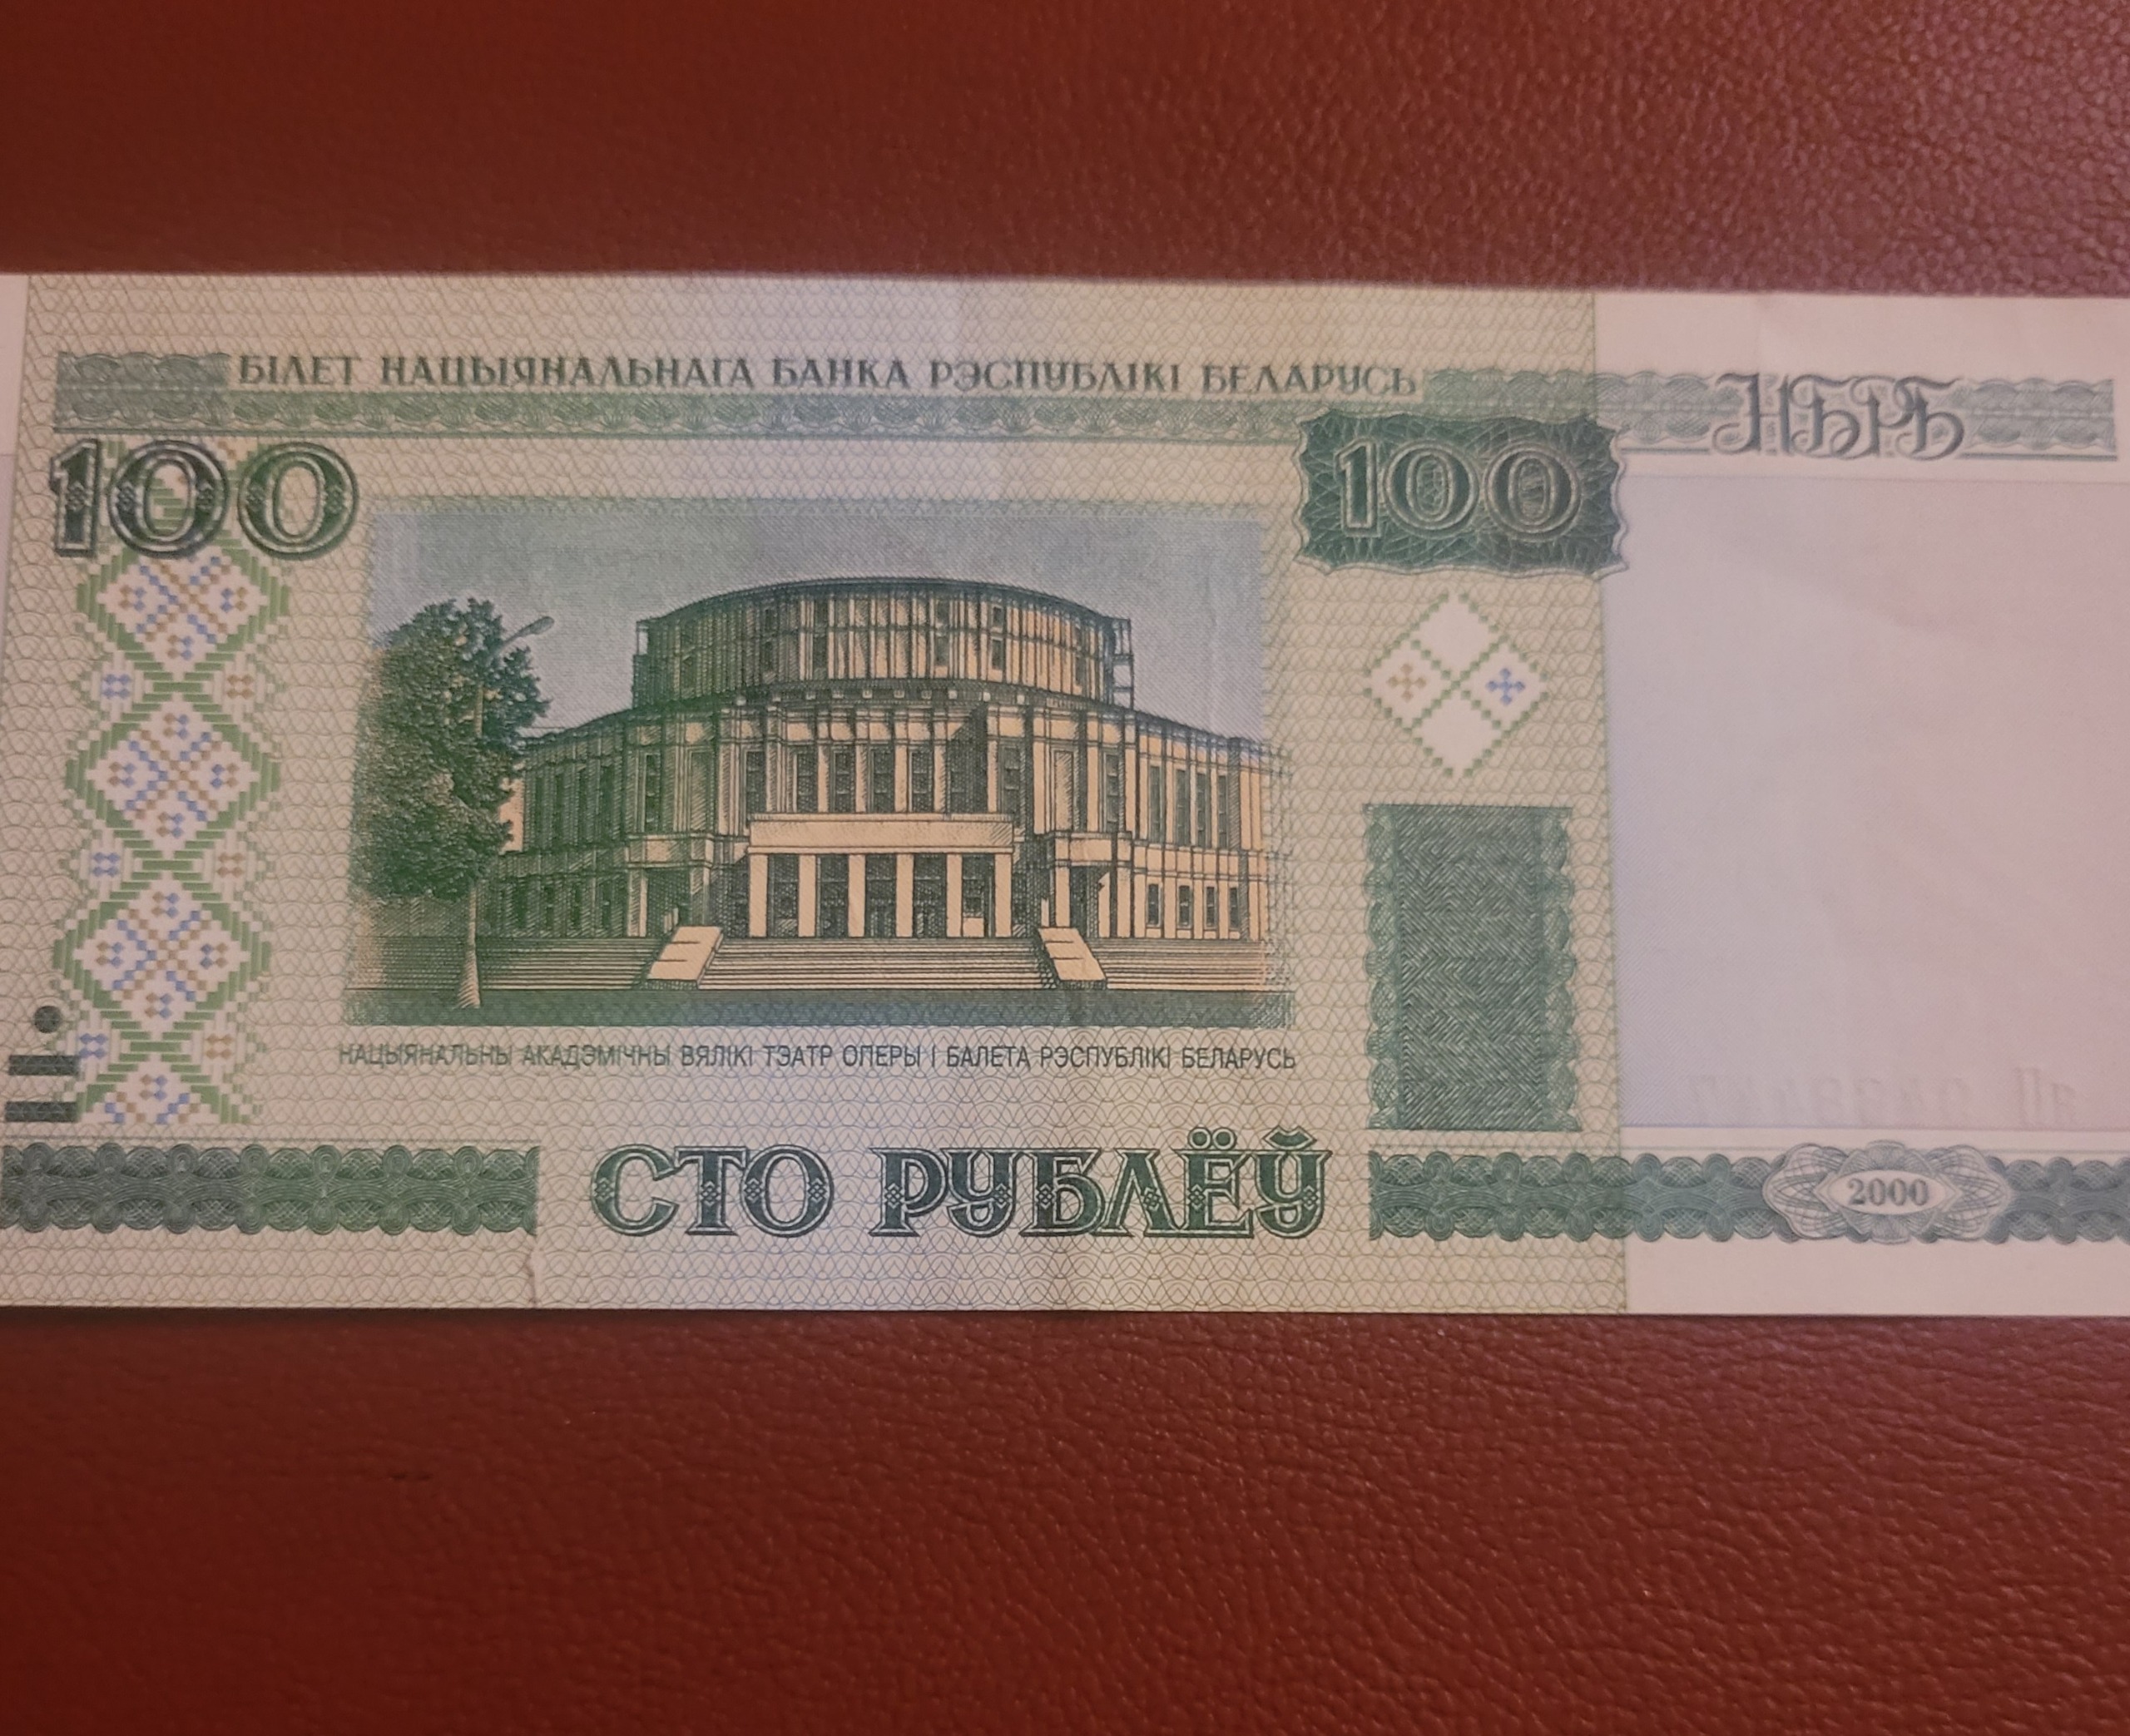 БІЛЕТ НАЦЫЯНАЛЬНАГА БАНКА РЭСПУБЛІКІ БЕЛАРУСЬ
НБРБ
100
100
НАЦЫЯНАЛЬНЫ АКАДЭМІЧНЫ ВЯЛІКІ ТЭАТР ОПЕРЫ І БАЛЕТА РЭСПУБЛІКІ БЕЛАРУСЬ
СТО РУБЛЁЎ
2000